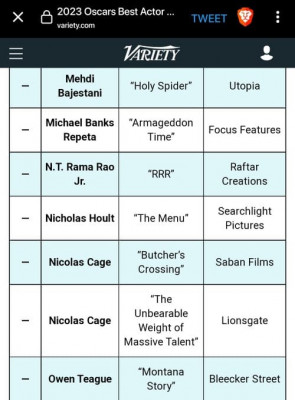 2023 Oscars Best Actor ...
variety.com
TWEET
VARIETY
– Mehdi Bajestani "Holy Spider" Utopia
– Michael Banks Repeta "Armageddon Time" Focus Features
– N.T. Rama Rao Jr. "RRR" Raftar Creations
– Nicholas Hoult "The Menu" Searchlight Pictures
– Nicolas Cage "Butcher's Crossing" Saban Films
– Nicolas Cage "The Unbearable Weight of Massive Talent" Lionsgate
– Owen Teague "Montana Story" Bleecker Street